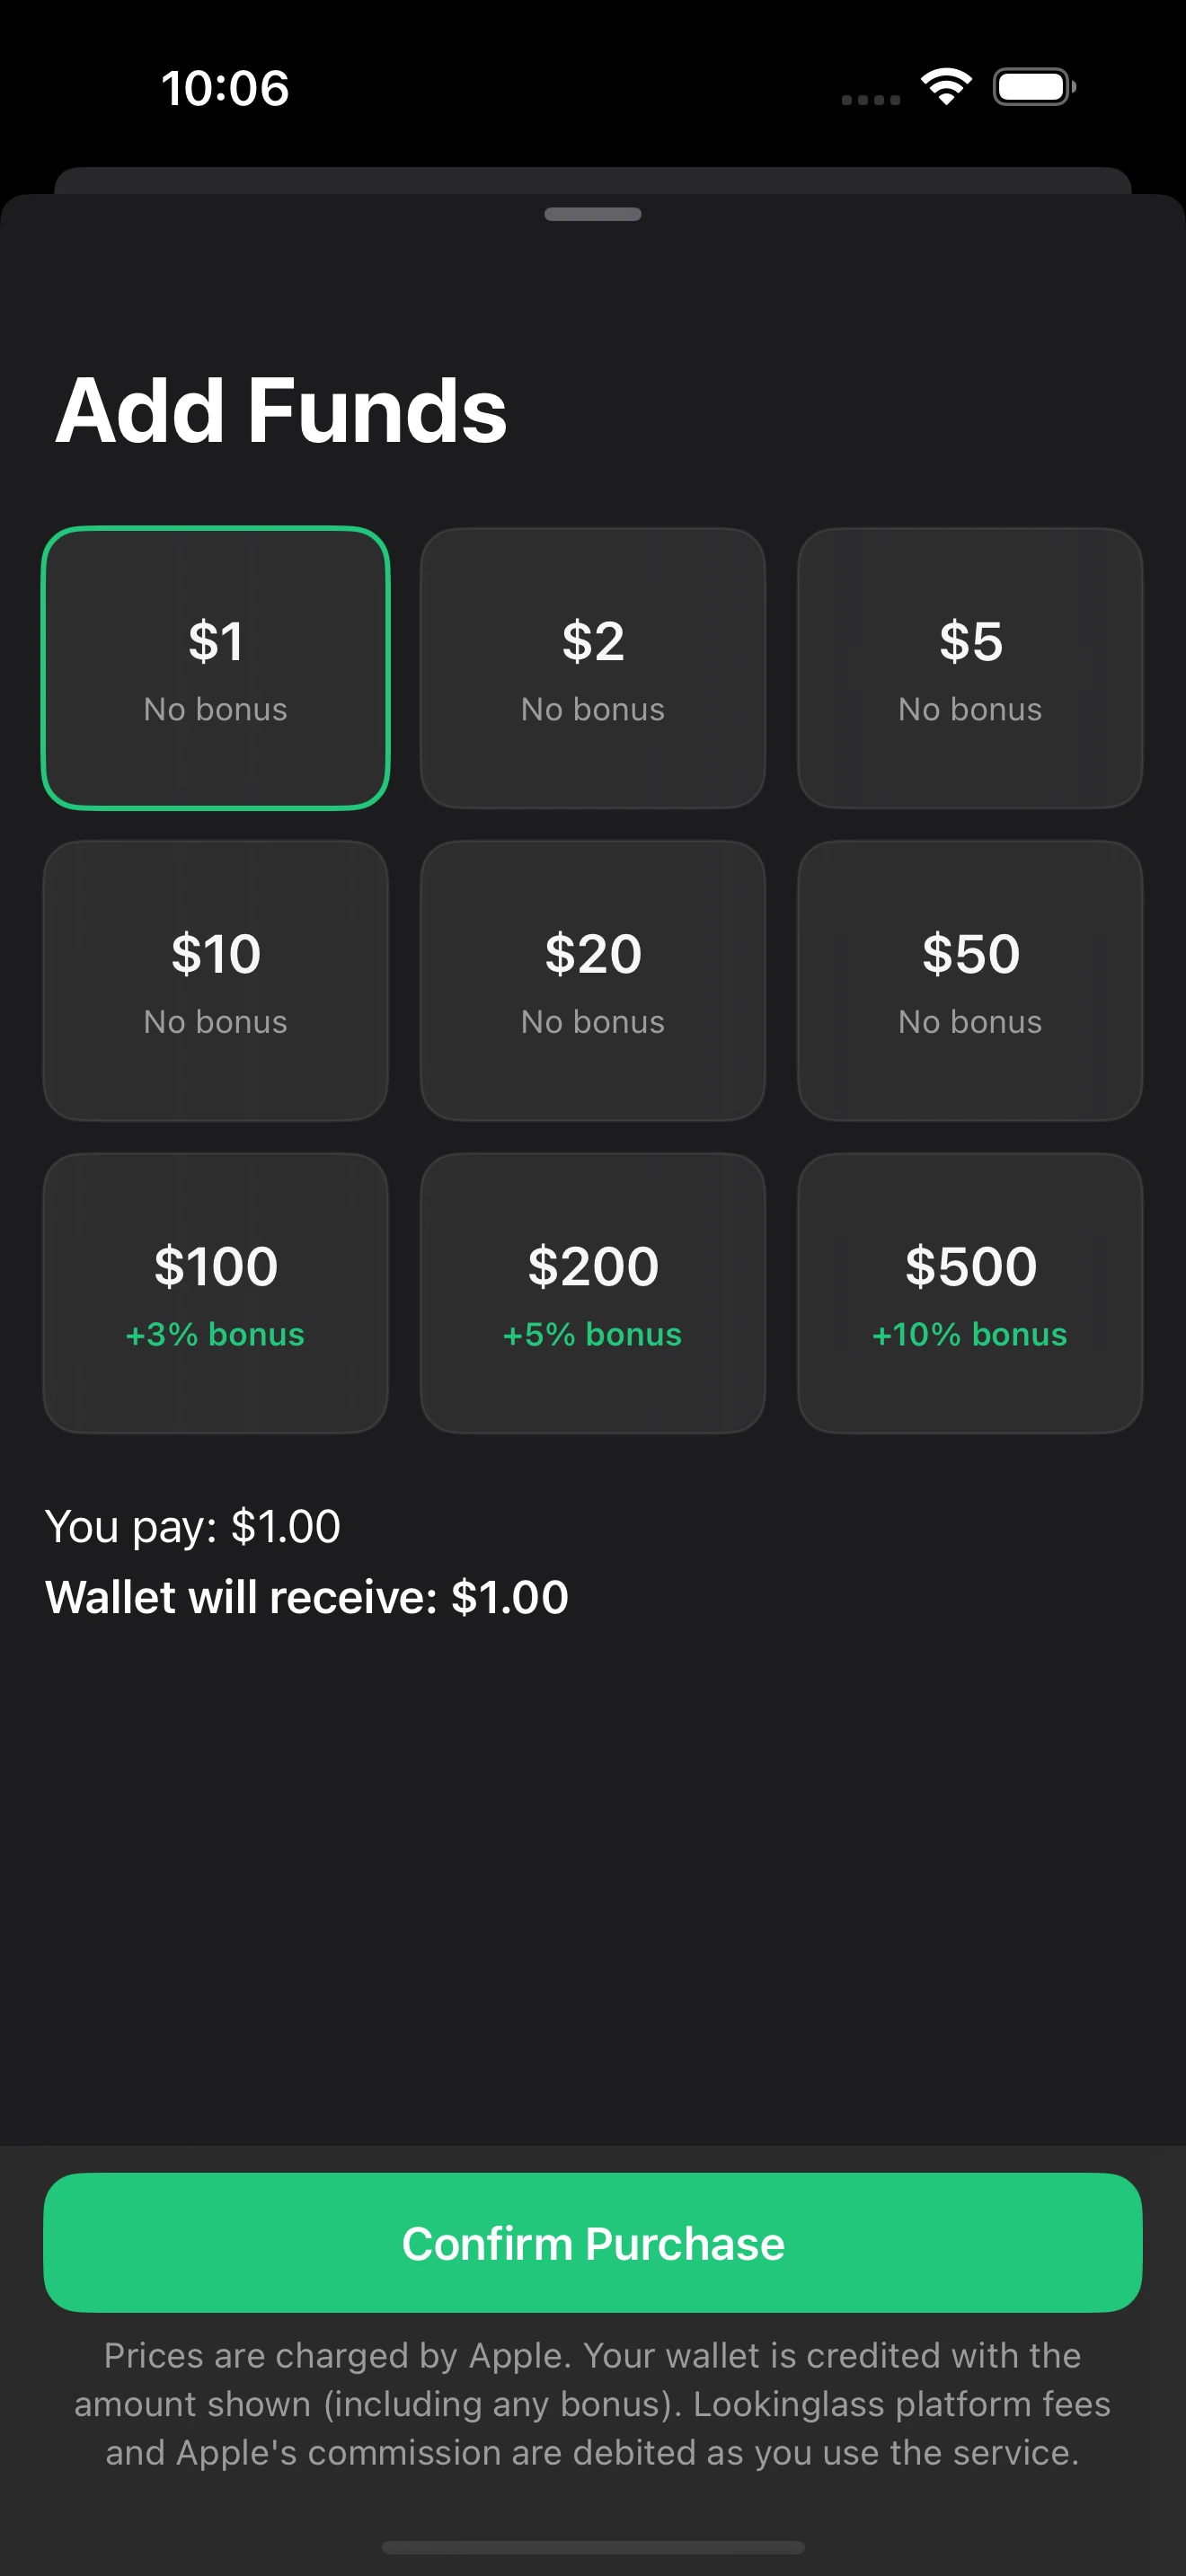 10:06
Add Funds
$1
No bonus
$2
No bonus
$5
No bonus
$10
No bonus
$20
No bonus
$50
No bonus
$100
+3% bonus
$200
+5% bonus
$500
+10% bonus
You pay: $1.00
Wallet will receive: $1.00
Confirm Purchase
Prices are charged by Apple. Your wallet is credited with the
amount shown (including any bonus). Lookinglass platform fees
and Apple's commission are debited as you use the service.